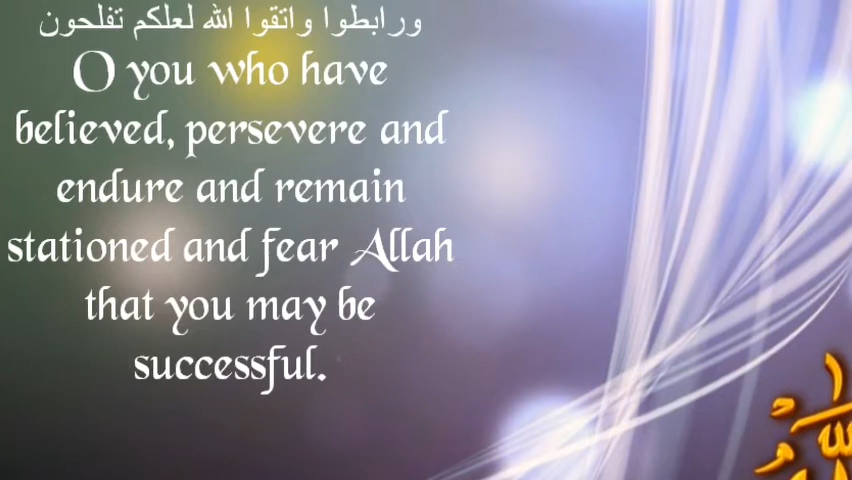 ورابطوا واتقوا الله لعلكم تفلحون
O you who have
believed, persevere and
endure and remain
stationed and fear Allah
that you may be
successful.